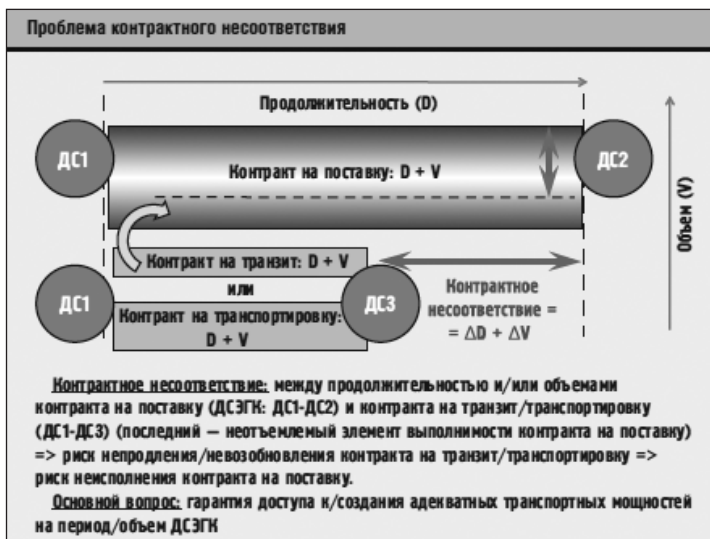 Проблема контрактного несоответствия
Продолжительность (D)
ДС1
Контракт на поставку: D + V
ДС2
Объем (V)
Контракт на транзит: D + V
или
ДС1
Контракт на транспортировку:
D + V
ДС3
Контрактное
несоответствие =
= ΔD + ΔV
Контрактное несоответствие: между продолжительностью и/или объемами
контракта на поставку (ДСЭГК: ДС1-ДС2) и контракта на транзит/транспортировку
(ДС1-ДС3) (последний — неотъемлемый элемент выполнимости контракта на поставку)
=> риск непродления/невозобновления контракта на транзит/транспортировку =>
риск неисполнения контракта на поставку.
Основной вопрос: гарантия доступа к/создания адекватных транспортных мощностей
на период/объем ДСЭГК